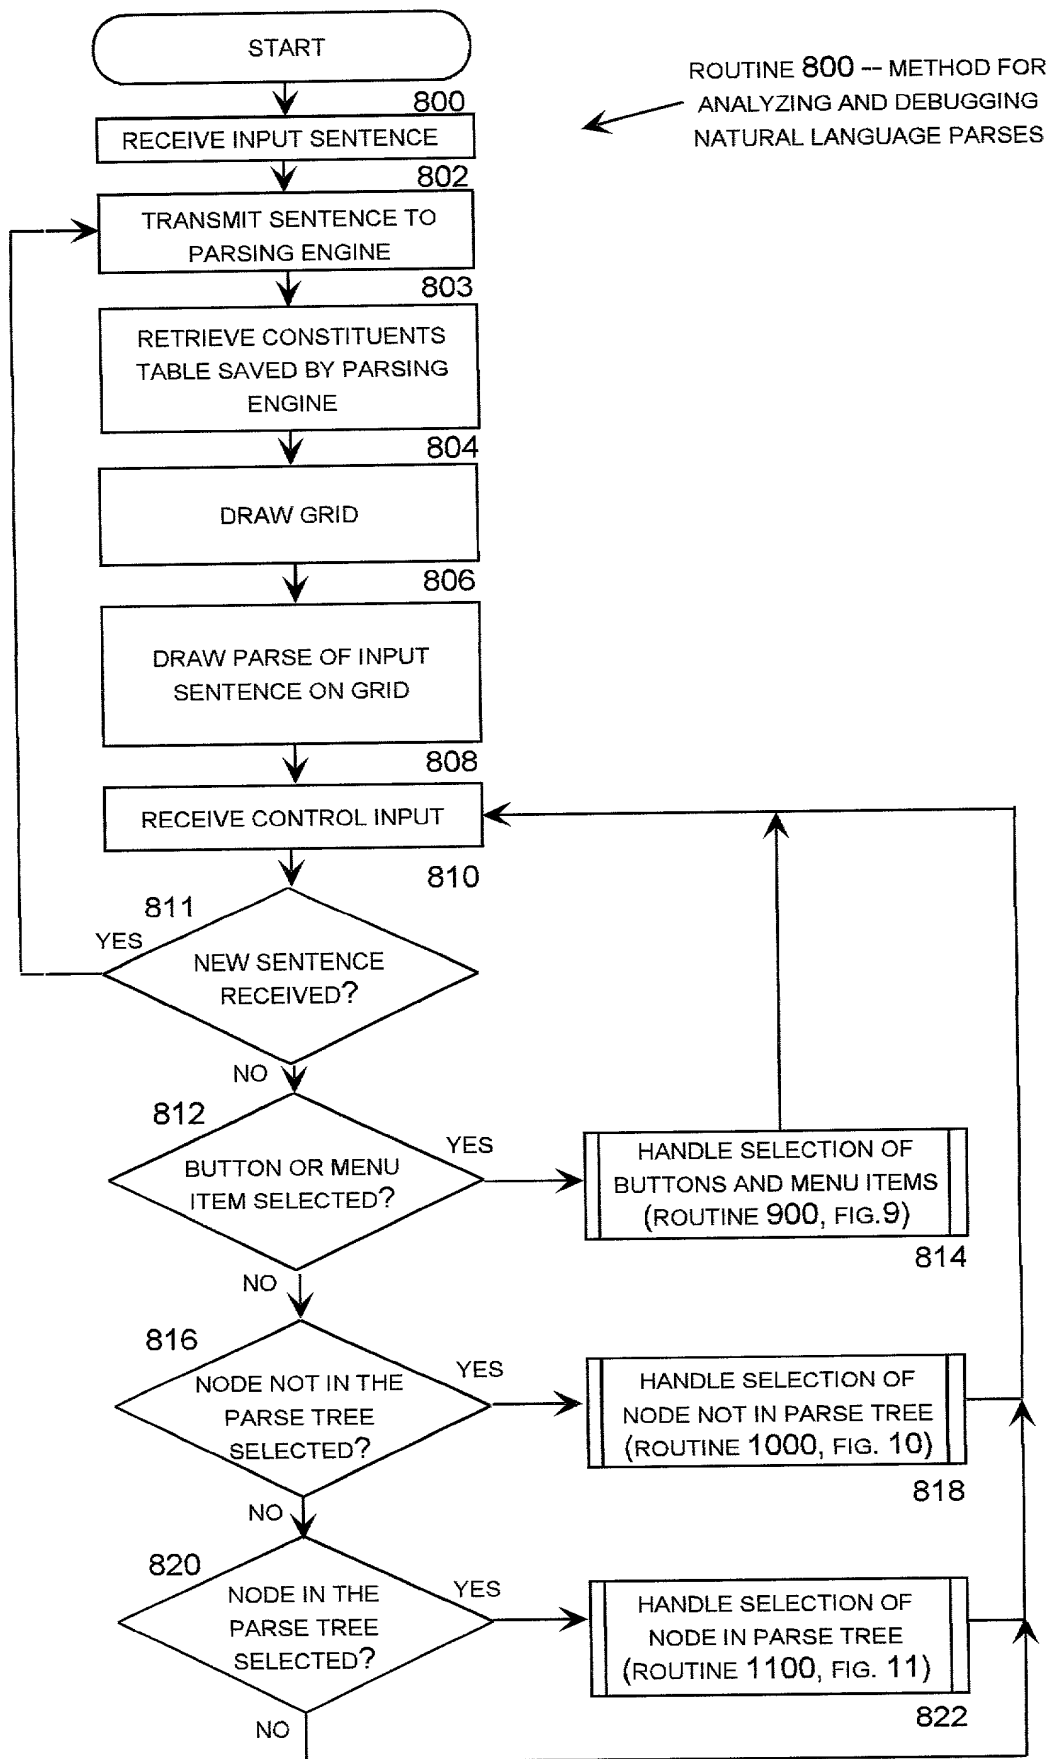 START
ROUTINE 800 -- METHOD FOR
ANALYZING AND DEBUGGING
NATURAL LANGUAGE PARSES
800
RECEIVE INPUT SENTENCE
802
TRANSMIT SENTENCE TO
PARSING ENGINE
803
RETRIEVE CONSTITUENTS
TABLE SAVED BY PARSING
ENGINE
804
DRAW GRID
806
DRAW PARSE OF INPUT
SENTENCE ON GRID
808
RECEIVE CONTROL INPUT
810
811
YES
NEW SENTENCE
RECEIVED?
NO
812
BUTTON OR MENU
ITEM SELECTED?
YES
HANDLE SELECTION OF
BUTTONS AND MENU ITEMS
(ROUTINE 900, FIG.9)
814
NO
816
NODE NOT IN THE
PARSE TREE
SELECTED?
YES
HANDLE SELECTION OF
NODE NOT IN PARSE TREE
(ROUTINE 1000, FIG. 10)
818
NO
820
NODE IN THE
PARSE TREE
SELECTED?
YES
HANDLE SELECTION OF
NODE IN PARSE TREE
(ROUTINE 1100, FIG. 11)
822
NO